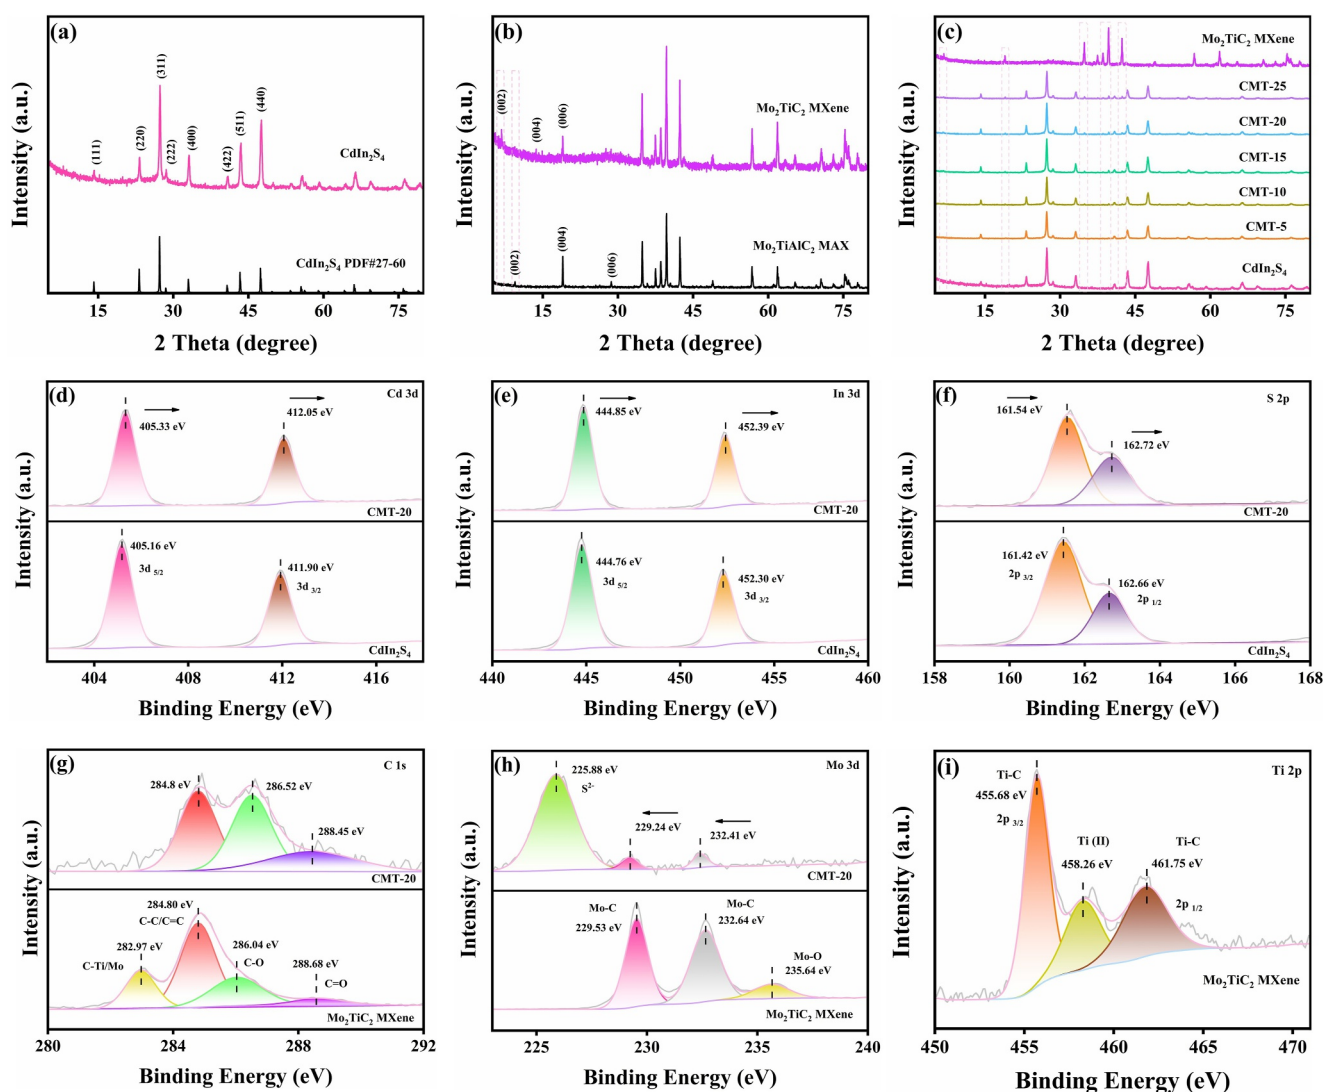 (a)
(111)
(220)
(311)
(222)
(400)
(422)
(511)
(440)
CdIn2S4
CdIn2S4 PDF#27-60
Intensity (a.u.)
15 30 45 60 75
2 Theta (degree)
(b)
(002)
(004)
(006)
Mo2TiC2 MXene
(002)
(004)
(006)
Mo2TiAlC2 MAX
Intensity (a.u.)
15 30 45 60 75
2 Theta (degree)
(c)
Mo2TiC2 MXene
CMT-25
CMT-20
CMT-15
CMT-10
CMT-5
CdIn2S4
Intensity (a.u.)
15 30 45 60 75
2 Theta (degree)
(d)
Cd 3d
405.33 eV
412.05 eV
CMT-20
405.16 eV
3d 5/2
411.90 eV
3d 3/2
CdIn2S4
Intensity (a.u.)
404 408 412 416
Binding Energy (eV)
(e)
In 3d
444.85 eV
452.39 eV
CMT-20
444.76 eV
3d 5/2
452.30 eV
3d 3/2
CdIn2S4
Intensity (a.u.)
440 445 450 455 460
Binding Energy (eV)
(f)
S 2p
161.54 eV
162.72 eV
CMT-20
161.42 eV
2p 3/2
162.66 eV
2p 1/2
CdIn2S4
Intensity (a.u.)
158 160 162 164 166 168
Binding Energy (eV)
(g)
C 1s
284.8 eV
286.52 eV
288.45 eV
CMT-20
284.80 eV
C-C/C=C
282.97 eV
C-Ti/Mo
286.04 eV
C-O
288.68 eV
C=O
Mo2TiC2 MXene
Intensity (a.u.)
280 284 288 292
Binding Energy (eV)
(h)
Mo 3d
225.88 eV
S2-
229.24 eV
232.41 eV
CMT-20
Mo-C
229.53 eV
Mo-C
232.64 eV
Mo-O
235.64 eV
Mo2TiC2 MXene
Intensity (a.u.)
225 230 235 240
Binding Energy (eV)
(i)
Ti 2p
Ti-C
455.68 eV
2p 3/2
Ti (II)
458.26 eV
Ti-C
461.75 eV
2p 1/2
Mo2TiC2 MXene
Intensity (a.u.)
450 455 460 465 470
Binding Energy (eV)